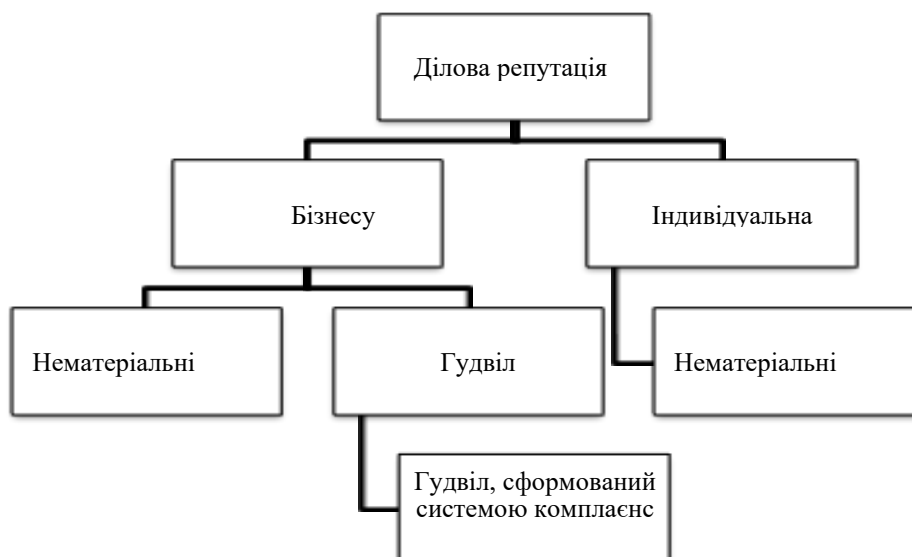 Ділова репутація
Бізнесу
Індивідуальна
Нематеріальні
Гудвіл
Нематеріальні
Гудвіл, сформований
системою комплаєнс